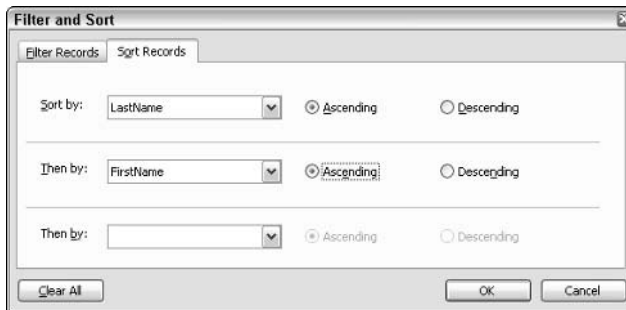 Filter and Sort
Filter Records Sort Records
Sort by: LastName Ascending Descending
Then by: FirstName Ascending Descending
Then by: Ascending Descending
Clear All OK Cancel